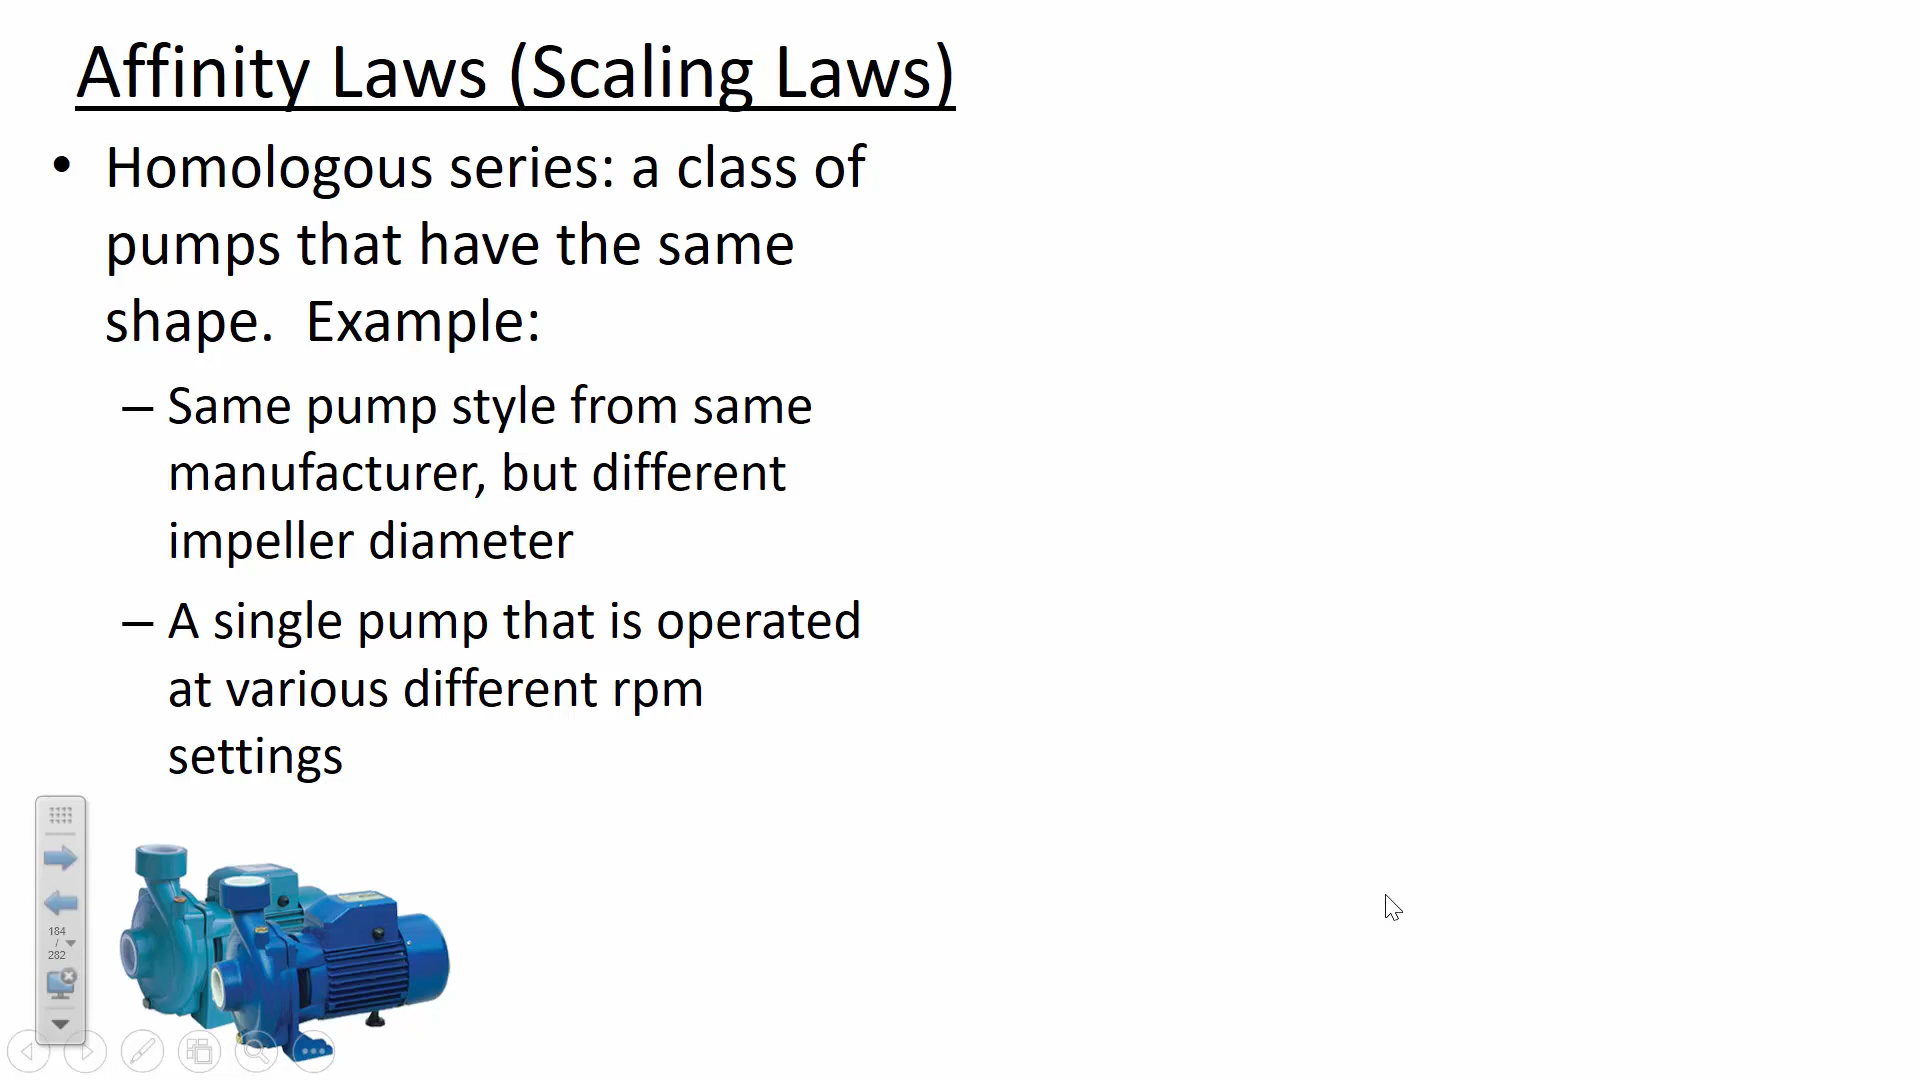 Affinity Laws (Scaling Laws)
• Homologous series: a class of
pumps that have the same
shape.  Example:
– Same pump style from same
manufacturer, but different
impeller diameter
– A single pump that is operated
at various different rpm
settings
184
/
282